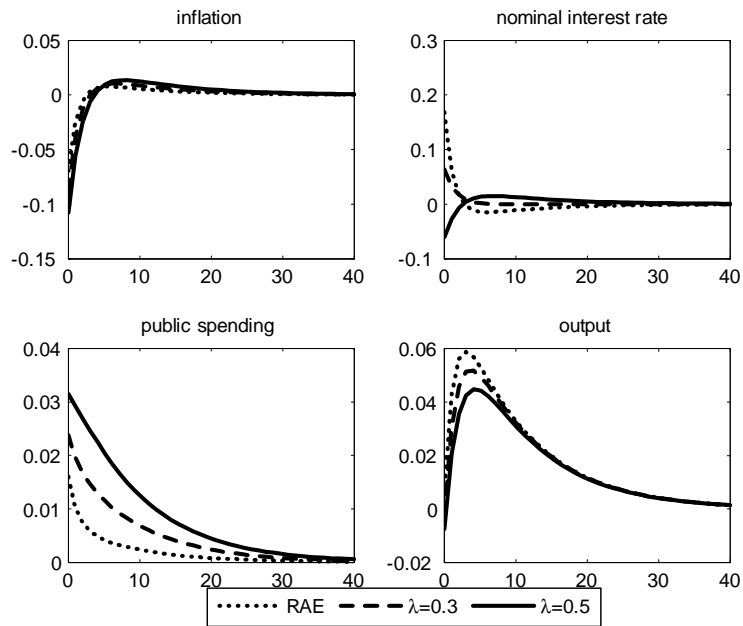 inflation
0.05
0
-0.05
-0.1
-0.15
0 10 20 30 40
nominal interest rate
0.3
0.2
0.1
0
-0.1
0 10 20 30 40
public spending
0.04
0.03
0.02
0.01
0
0 10 20 30 40
output
0.06
0.04
0.02
0
-0.02
0 10 20 30 40
RAE λ=0.3 λ=0.5